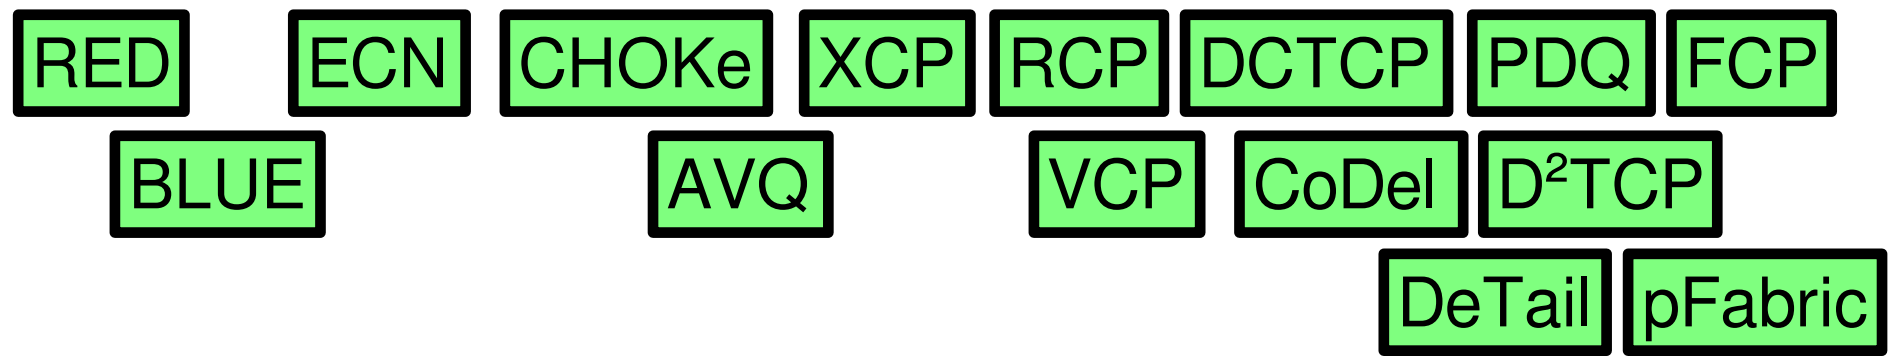 RED ECN CHOKe XCP RCP DCTCP PDQ FCP
BLUE AVQ VCP CoDel D²TCP
DeTail pFabric